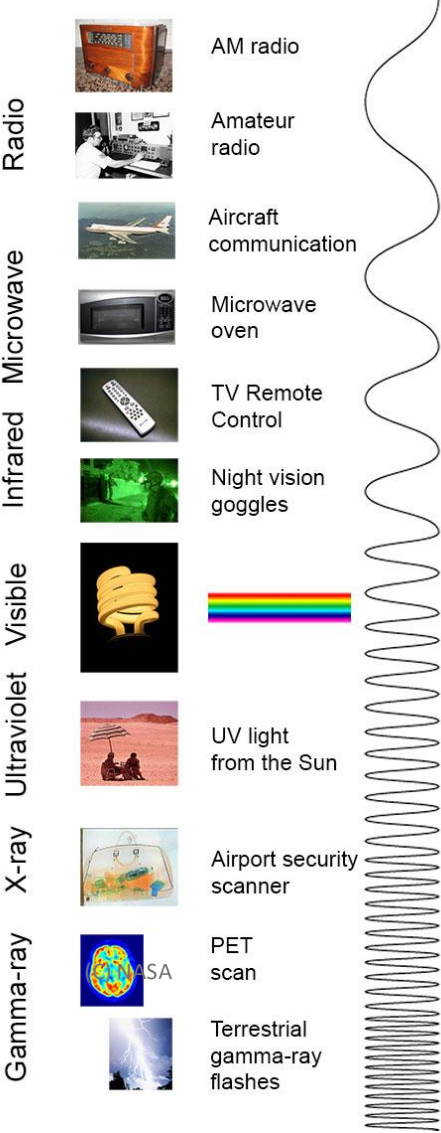 Radio
AM radio
Amateur
radio
Aircraft
communication
Microwave
Microwave
oven
Infrared
TV Remote
Control
Night vision
goggles
Visible
Ultraviolet
UV light
from the Sun
X-ray
Airport security
scanner
Gamma-ray
PET
scan
(C) NASA
Terrestrial
gamma-ray
flashes